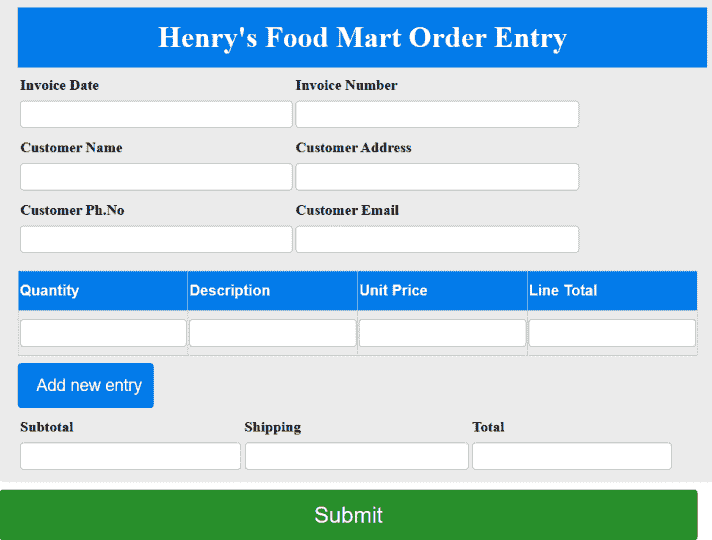 Henry's Food Mart Order Entry
Invoice Date Invoice Number
Customer Name Customer Address
Customer Ph.No Customer Email
Quantity Description Unit Price Line Total
Add new entry
Subtotal Shipping Total
Submit